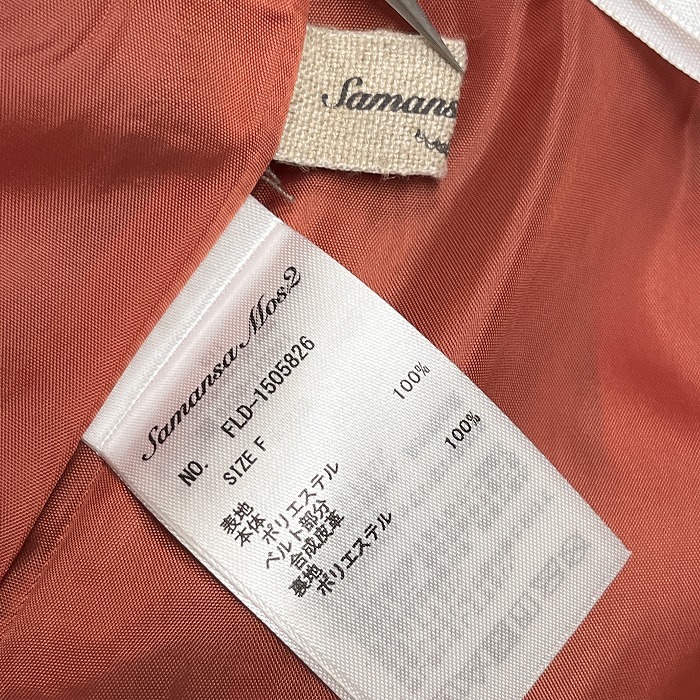 Samansa
Samansa Mos2
NO. FLD-1505826
SIZE F
表地
本体
ポリエステル 100%
ベルト部分
合成皮革
裏地
ポリエステル 100%